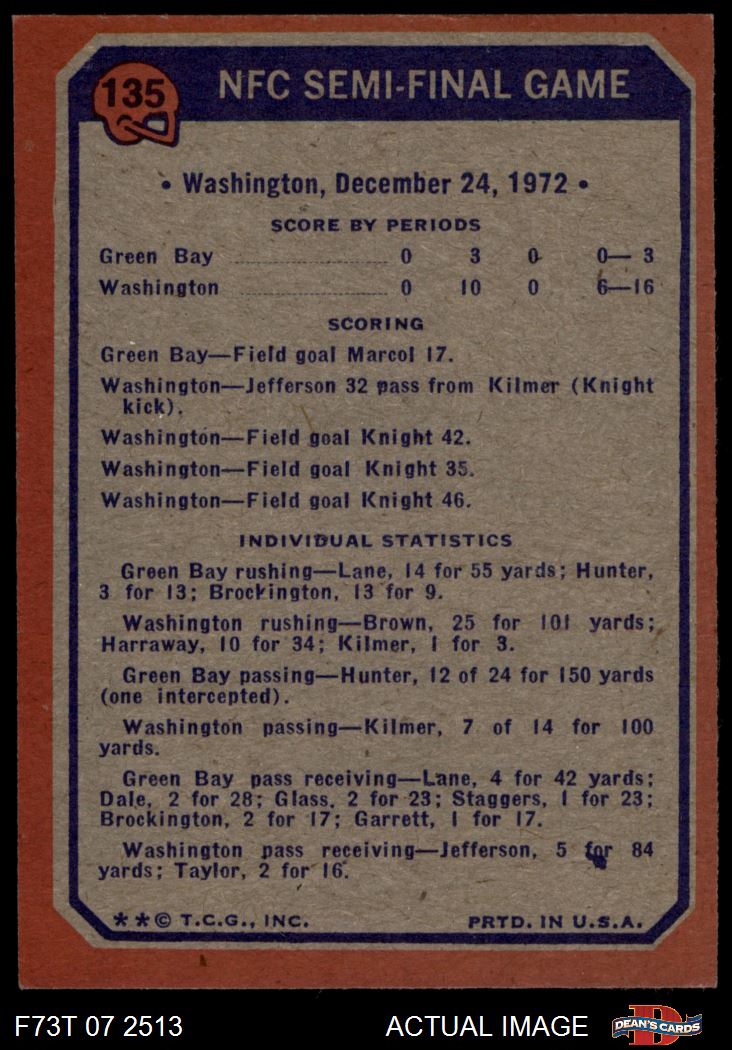 135
NFC SEMI-FINAL GAME
• Washington, December 24, 1972 •
SCORE BY PERIODS
Green Bay ........................ 0 3 0 0— 3
Washington ........................ 0 10 0 6—16
SCORING
Green Bay—Field goal Marcol 17.
Washington—Jefferson 32 pass from Kilmer (Knight
kick).
Washington—Field goal Knight 42.
Washington—Field goal Knight 35.
Washington—Field goal Knight 46.
INDIVIDUAL STATISTICS
Green Bay rushing—Lane, 14 for 55 yards; Hunter,
3 for 13; Brockington, 13 for 9.
Washington rushing—Brown, 25 for 101 yards;
Harraway, 10 for 34; Kilmer, 1 for 3.
Green Bay passing—Hunter, 12 of 24 for 150 yards
(one intercepted).
Washington passing—Kilmer, 7 of 14 for 100
yards.
Green Bay pass receiving—Lane, 4 for 42 yards;
Dale, 2 for 28; Glass, 2 for 23; Staggers, 1 for 23;
Brockington, 2 for 17; Garrett, 1 for 17.
Washington pass receiving—Jefferson, 5 for 84
yards; Taylor, 2 for 16.
**© T.C.G., INC. PRTD. IN U.S.A.
F73T 07 2513 ACTUAL IMAGE D DEAN'S CARDS